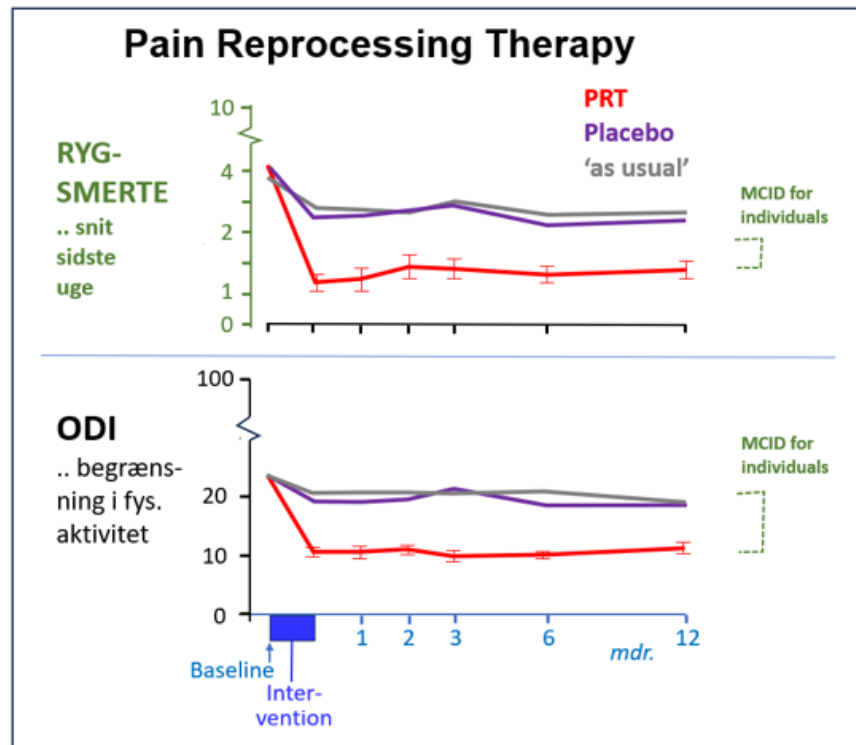 Pain Reprocessing Therapy
PRT
Placebo
'as usual'
RYG-
SMERTE
.. snit
sidste
uge
10
4
2
1
0
MCID for
individuals
ODI
.. begræns-
ning i fys.
aktivitet
100
20
10
0
MCID for
individuals
1 2 3 6 12
mdr.
Baseline
Inter-
vention